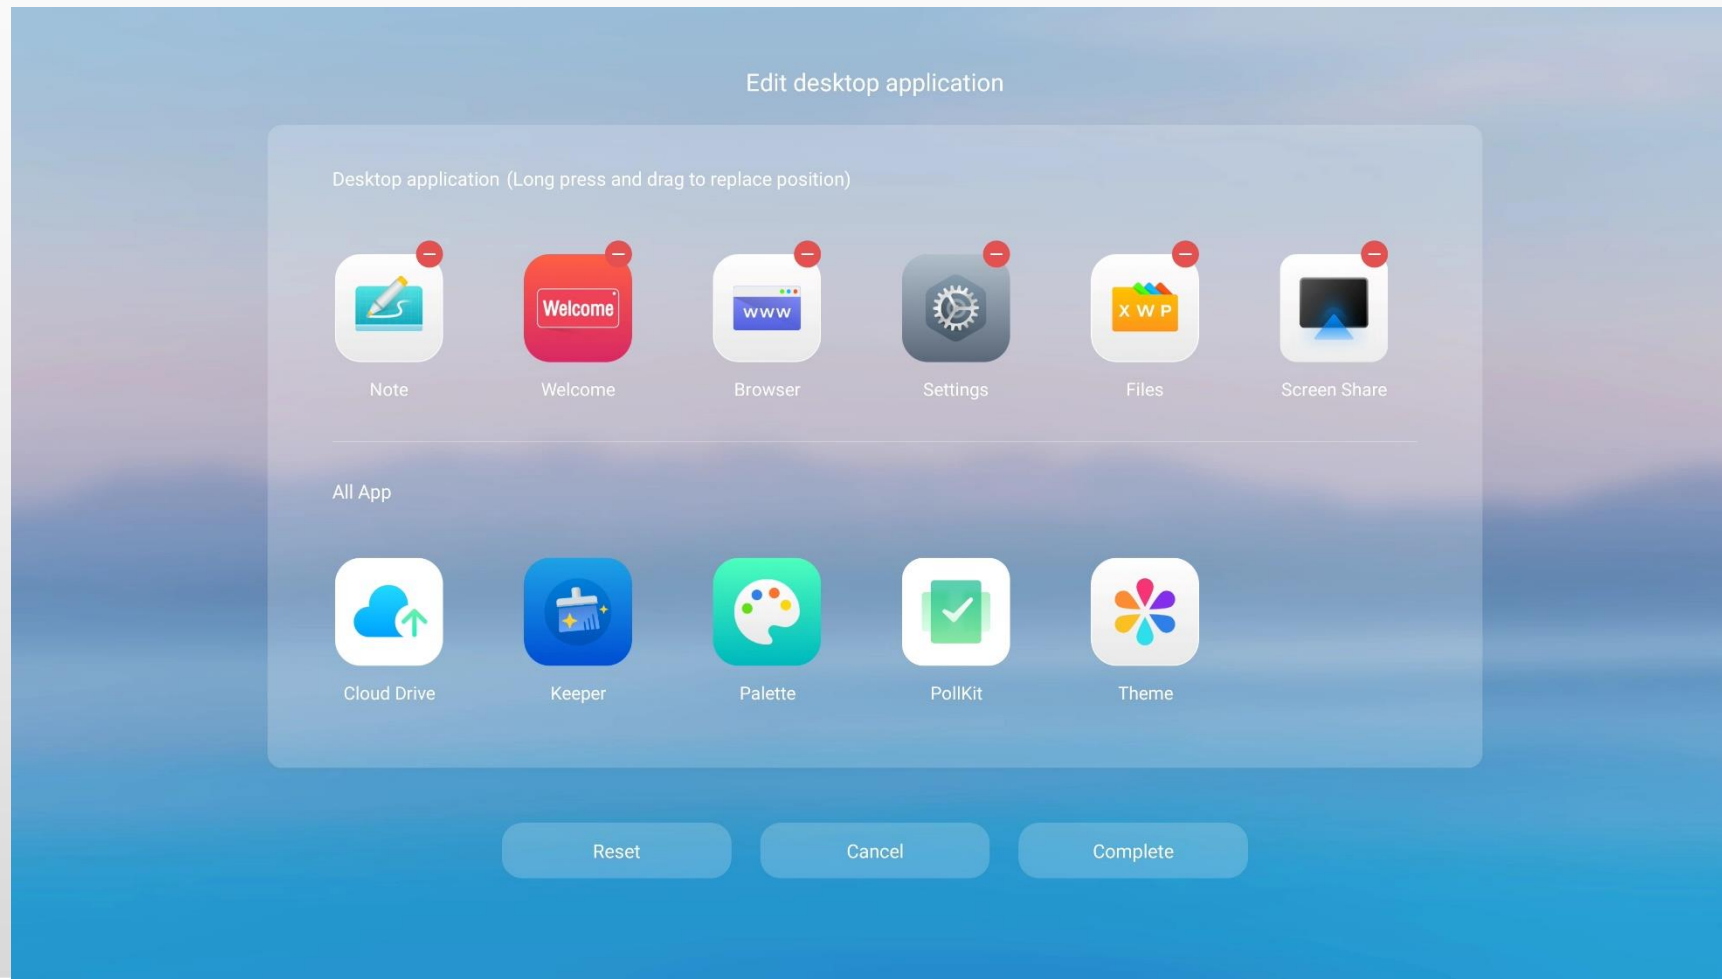 Edit desktop application
Desktop application (Long press and drag to replace position)
Welcome
www
X W P
Note
Welcome
Browser
Settings
Files
Screen Share
All App
Cloud Drive
Keeper
Palette
PollKit
Theme
Reset
Cancel
Complete